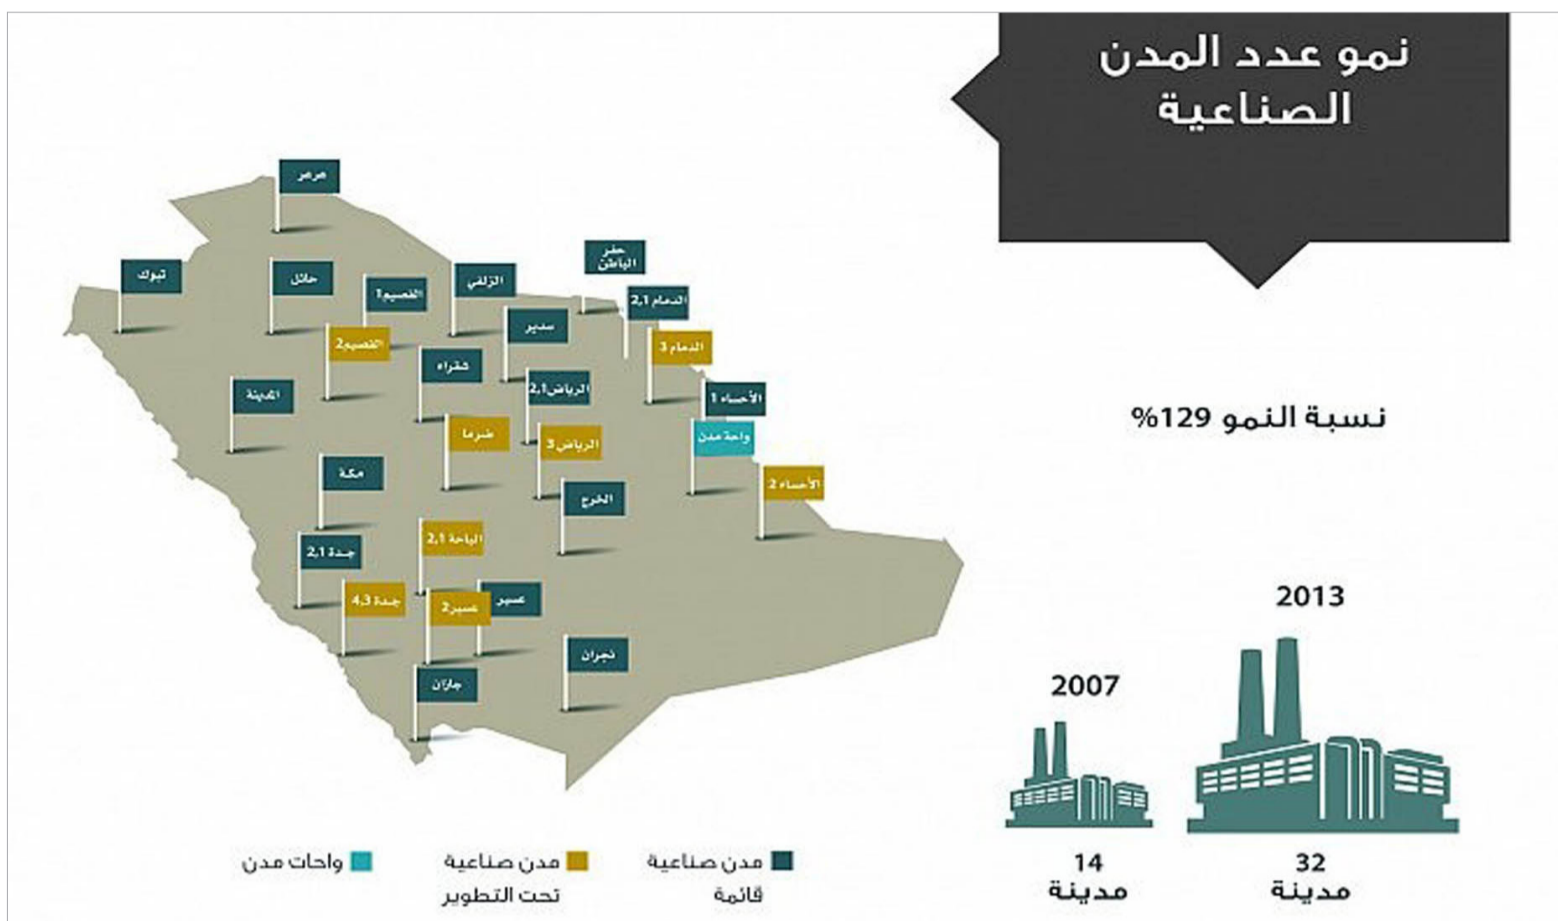 نمو عدد المدن
الصناعية
عرعر
حفر
الباطن
تبوك
حائل
القصيم1
الزلفي
الدمام 2,1
سدير
القصيم2
الدمام 3
شقراء
الرياض2,1
الأحساء 1
المدينة
ضرما
الرياض 3
واحة مدن
نسبة النمو 129%
مكة
الخرج
الأحساء 2
الباحة 2,1
جدة 2,1
جدة 4,3
عسير2
عسير
نجران
جازان
2013
2007
32
مدينة
14
مدينة
مدن صناعية
قائمة
مدن صناعية
تحت التطوير
واحات مدن